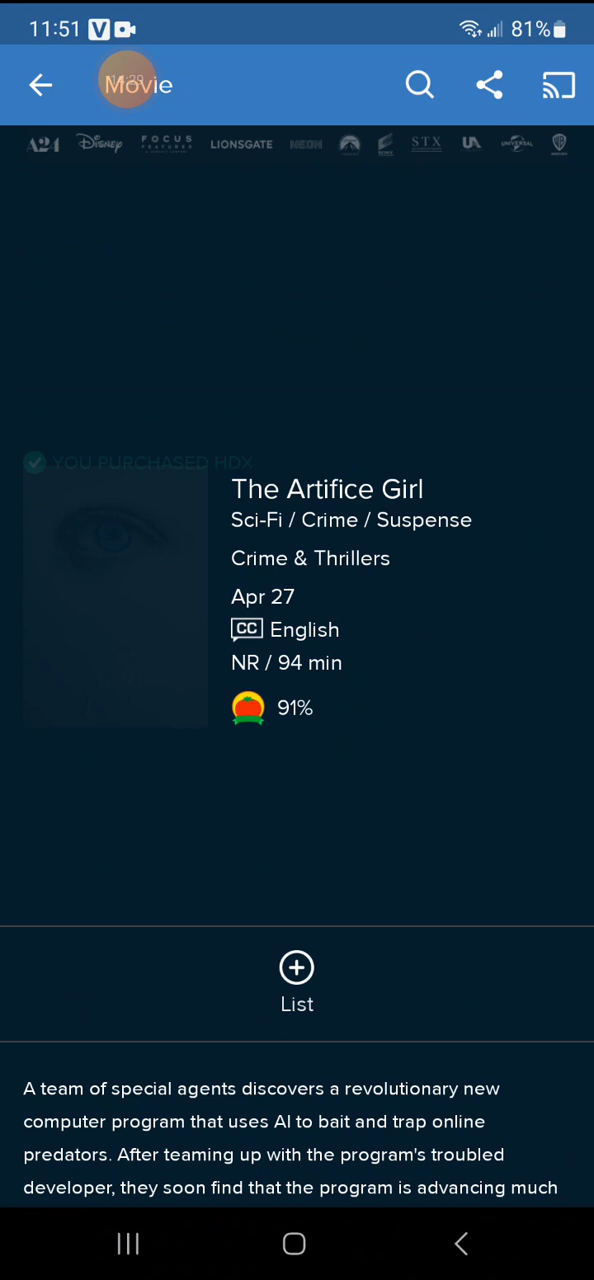 11:51 V 81%
Movie
A24 Disney FOCUS FEATURES LIONSGATE NEON STX UA UNIVERSAL
YOU PURCHASED HDX
The Artifice Girl
Sci-Fi / Crime / Suspense
Crime & Thrillers
Apr 27
CC English
NR / 94 min
91%
List
A team of special agents discovers a revolutionary new
computer program that uses AI to bait and trap online
predators. After teaming up with the program's troubled
developer, they soon find that the program is advancing much